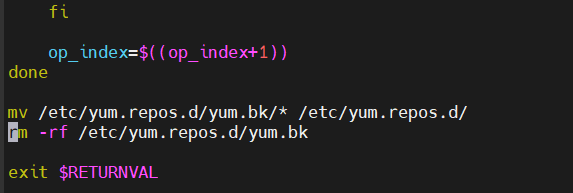 fi
op_index=$((op_index+1))
done
mv /etc/yum.repos.d/yum.bk/* /etc/yum.repos.d/
rm -rf /etc/yum.repos.d/yum.bk
exit $RETURNVAL